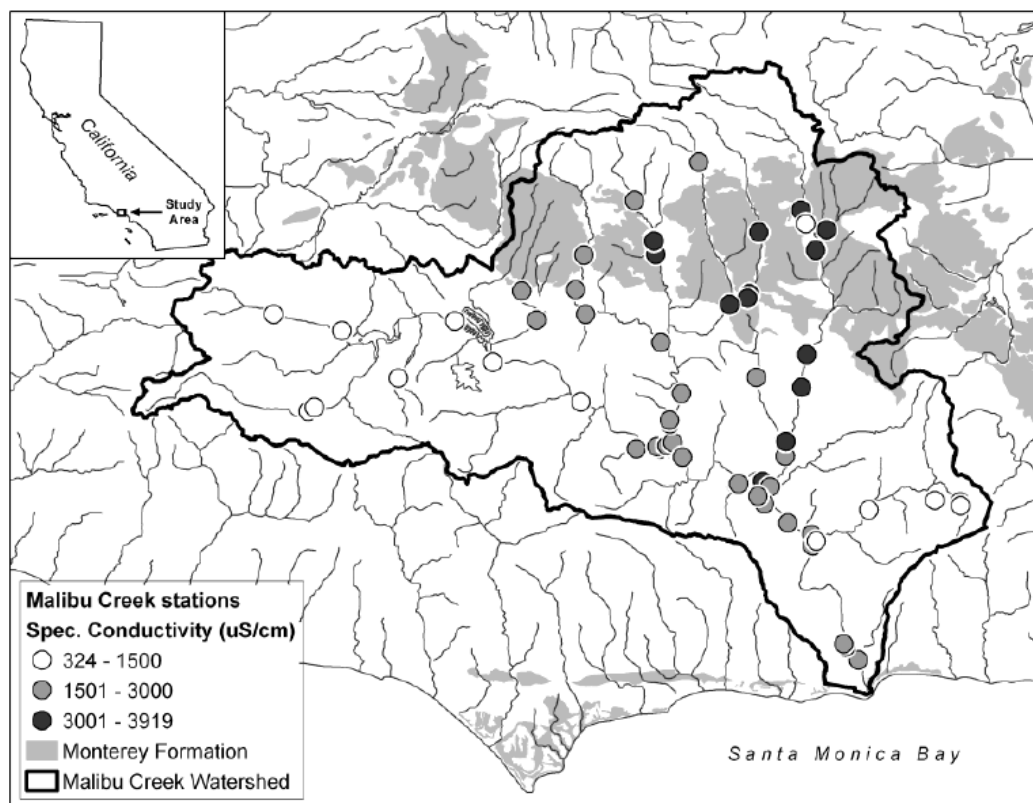 California
Study
Area
Malibu Creek stations
Spec. Conductivity (uS/cm)
324 - 1500
1501 - 3000
3001 - 3919
Monterey Formation
Malibu Creek Watershed
Santa Monica Bay